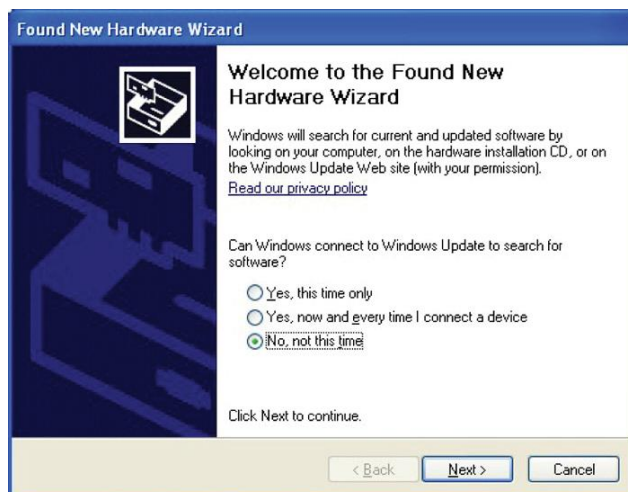 Found New Hardware Wizard
Welcome to the Found New
Hardware Wizard
Windows will search for current and updated software by
looking on your computer, on the hardware installation CD, or on
the Windows Update Web site (with your permission).
Read our privacy policy
Can Windows connect to Windows Update to search for
software?
Yes, this time only
Yes, now and every time I connect a device
No, not this time
Click Next to continue.
< Back
Next >
Cancel